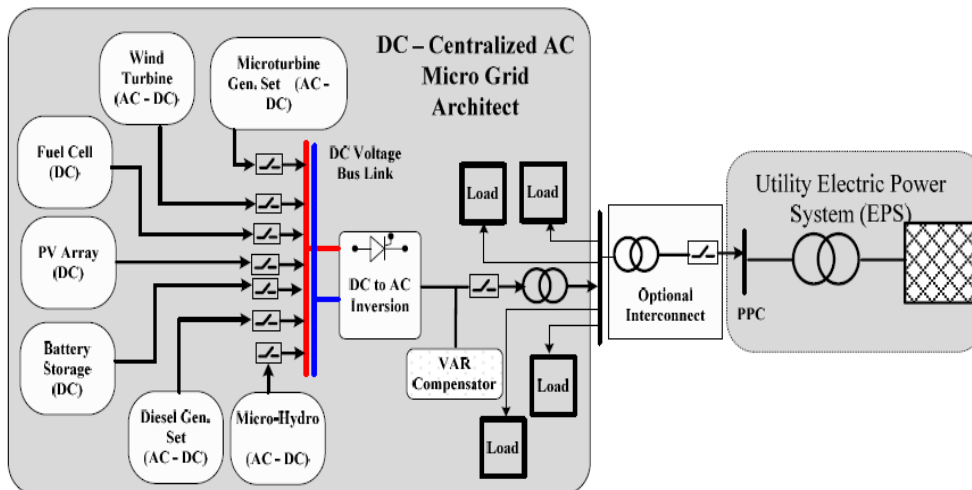 DC – Centralized AC
Micro Grid
Architect
Wind
Turbine
(AC – DC)
Microturbine
Gen. Set (AC –
DC)
Fuel Cell
(DC)
DC Voltage
Bus Link
PV Array
(DC)
DC to AC
Inversion
Battery
Storage
(DC)
Diesel Gen.
Set
(AC – DC)
Micro-Hydro
(AC – DC)
VAR
Compensator
Load
Load
Load
Load
Optional
Interconnect
Utility Electric Power
System (EPS)
PPC